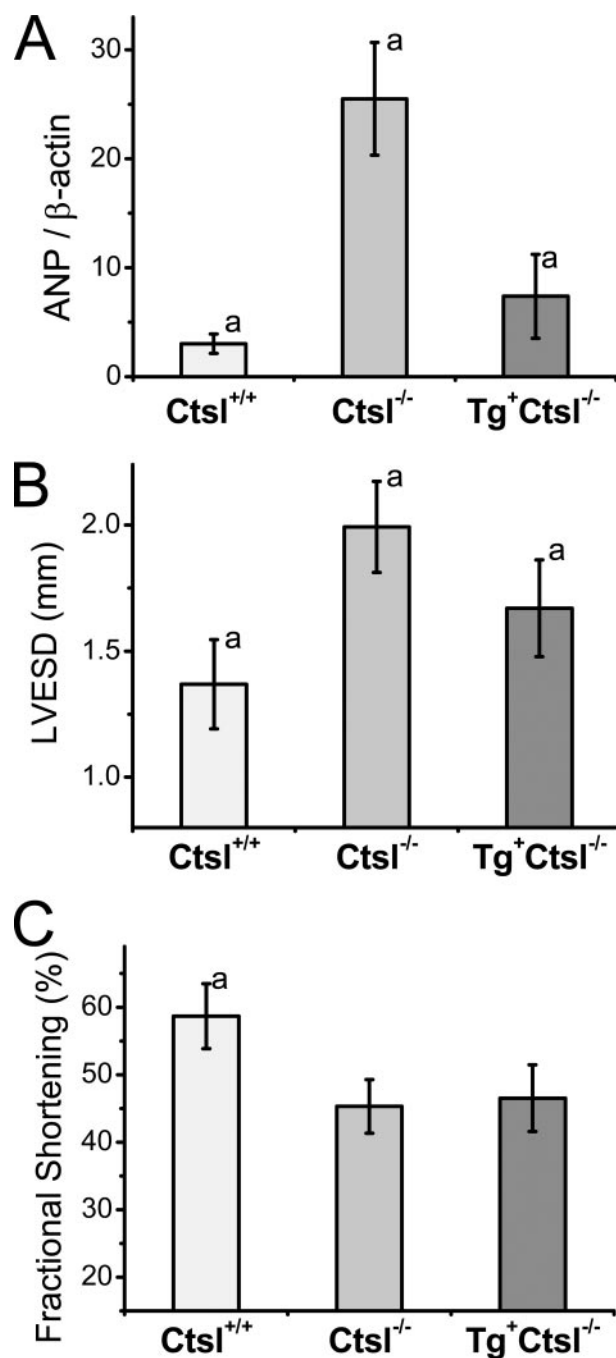 A
ANP / β-actin
30
20
10
0
a
a
a
Ctsl+/+
Ctsl-/-
Tg+Ctsl-/-
B
LVESD (mm)
2.0
1.5
1.0
a
a
a
Ctsl+/+
Ctsl-/-
Tg+Ctsl-/-
C
Fractional Shortening (%)
60
50
40
30
20
a
Ctsl+/+
Ctsl-/-
Tg+Ctsl-/-